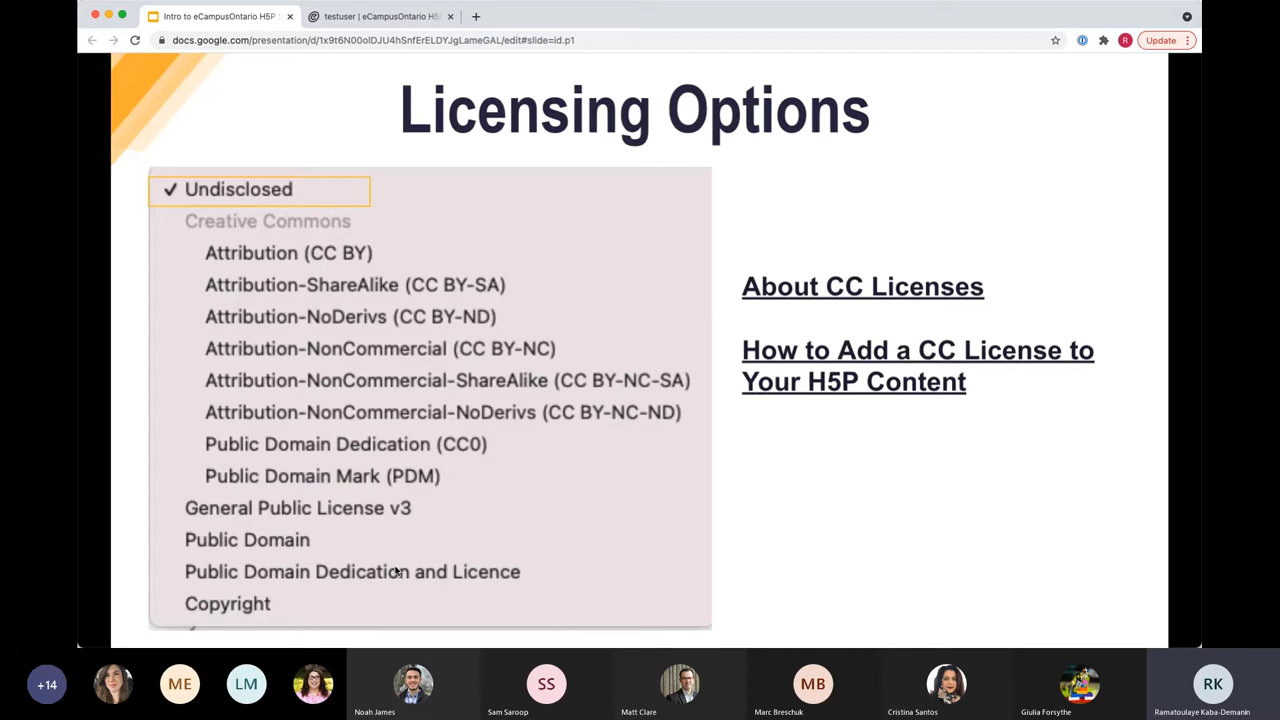 Intro to eCampusOntario H5P
testuser | eCampusOntario H5P
docs.google.com/presentation/d/1x9t6N00oIDJU4hSnfErELDYJgLameGAL/edit#slide=id.p1
R
Update
Licensing Options
✓ Undisclosed
Creative Commons
Attribution (CC BY)
Attribution-ShareAlike (CC BY-SA)
Attribution-NoDerivs (CC BY-ND)
Attribution-NonCommercial (CC BY-NC)
Attribution-NonCommercial-ShareAlike (CC BY-NC-SA)
Attribution-NonCommercial-NoDerivs (CC BY-NC-ND)
Public Domain Dedication (CC0)
Public Domain Mark (PDM)
General Public License v3
Public Domain
Public Domain Dedication and Licence
Copyright
About CC Licenses
How to Add a CC License to
Your H5P Content
+14
ME
LM
SS
MB
RK
Noah James
Sam Saroop
Matt Clare
Marc Breschuk
Cristina Santos
Giulia Forsythe
Ramatoulaye Kaba-Demanin